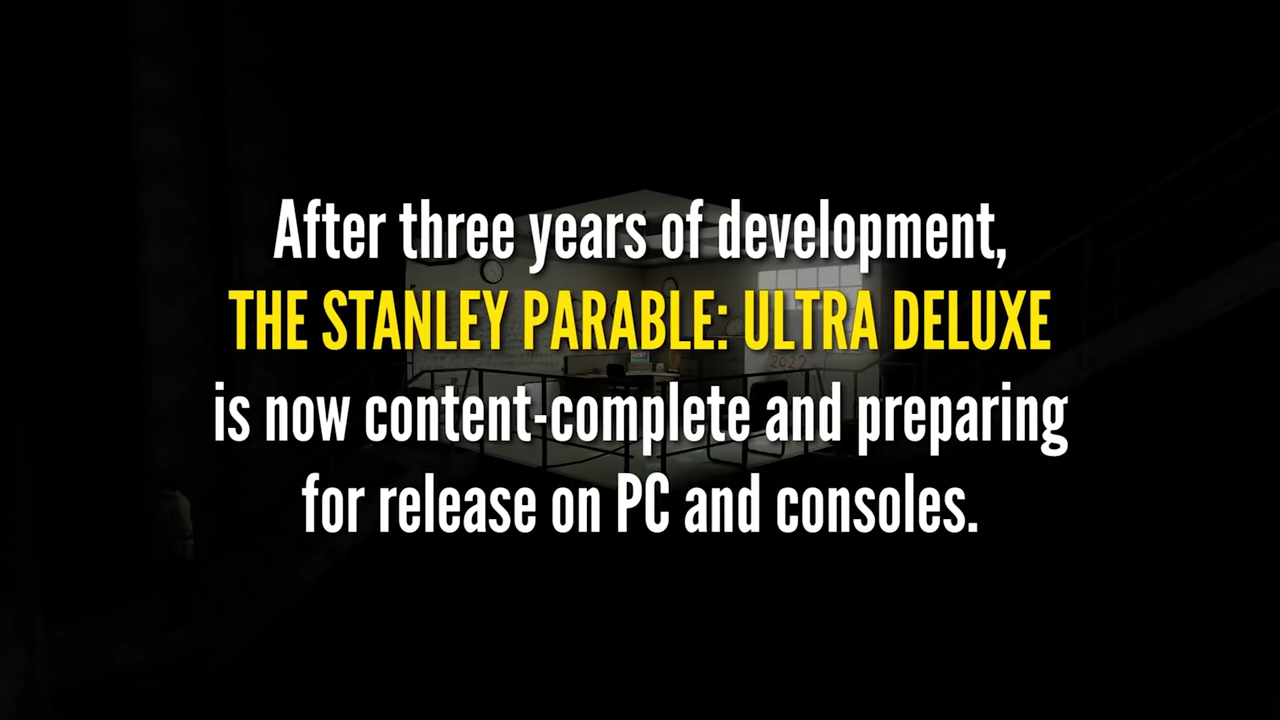 After three years of development,
THE STANLEY PARABLE: ULTRA DELUXE
is now content-complete and preparing
for release on PC and consoles.
2022